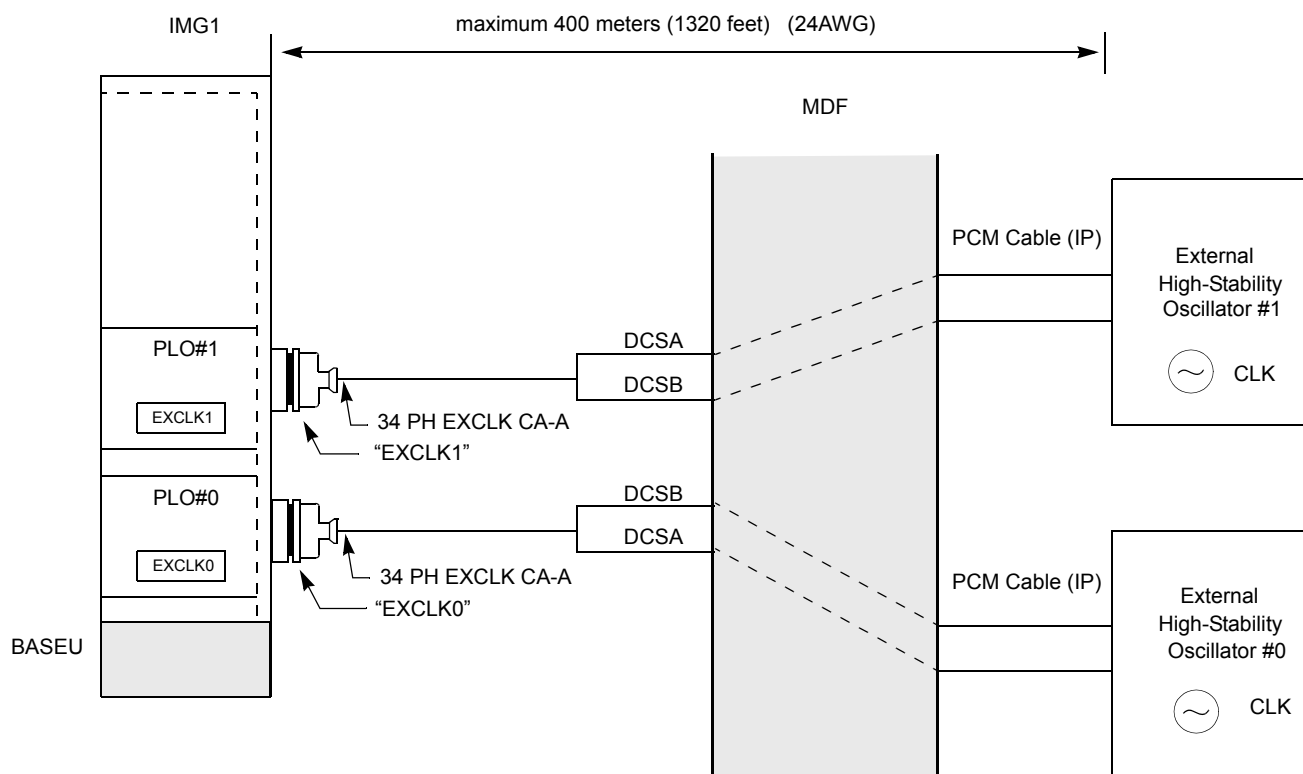 IMG1
maximum 400 meters (1320 feet) (24AWG)
MDF
PCM Cable (IP)
External
High-Stability
Oscillator #1
CLK
PLO#1
EXCLK1
DCSA
DCSB
34 PH EXCLK CA-A
“EXCLK1”
PLO#0
EXCLK0
DCSB
DCSA
34 PH EXCLK CA-A
“EXCLK0”
PCM Cable (IP)
External
High-Stability
Oscillator #0
CLK
BASEU